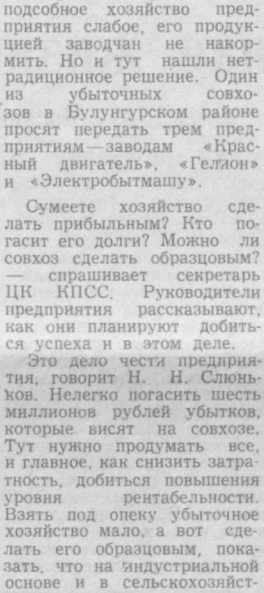 подсобное хозяйство пред-
приятия слабое, его продук-
цией заводчан не накор-
мить. Но и тут нашли нет-
радиционное решение. Один
из убыточных совхо-
зов в Булунгурском районе
просят передать трем пред-
приятиям — заводам «Крас-
ный двигатель», «Геллон»
и «Электробытмашу».
Сумеете хозяйство сде-
лать прибыльным? Кто по-
гасит его долги? Можно ли
совхоз сделать образцовым?
— спрашивает секретарь
ЦК КПСС. Руководители
предприятия рассказывают,
как они планируют добить-
ся успеха и в этом деле.
Это дело чести предприя-
тия, говорит Н. Н. Слюнь-
ков. Нелегко погасить шесть
миллионов рублей убытков,
которые висят на совхозе.
Тут нужно продумать все,
и главное, как снизить затра-
тность, добиться повышения
уровня рентабельности.
Взять под опеку убыточное
хозяйство мало, а вот сде-
лать его образцовым, пока-
зать, что на индустриальной
основе и в сельскохозяйст-